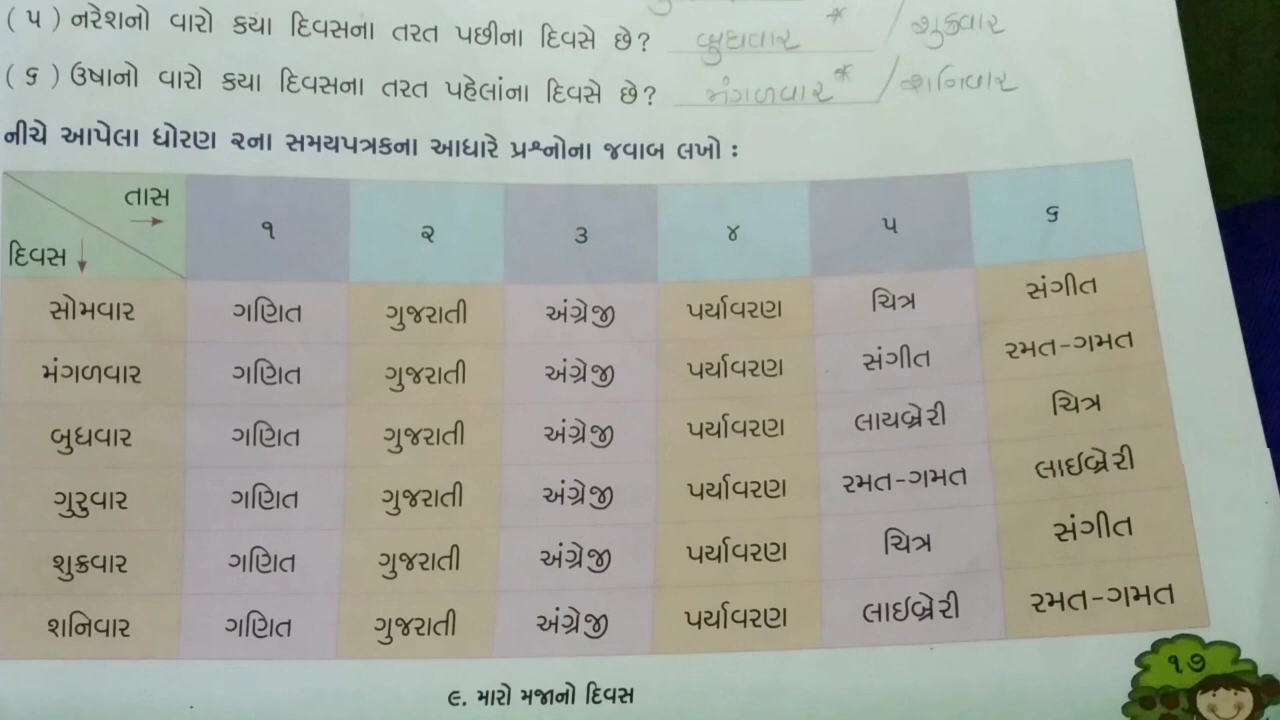 (૫) નરેશનો વારો કયા દિવસના તરત પછીના દિવસે છે? બુધવાર * / શુક્રવાર
(૬) ઉષાનો વારો કયા દિવસના તરત પહેલાંના દિવસે છે? મંગળવાર * / શનિવાર
નીચે આપેલા ધોરણ ૨ના સમયપત્રકના આધારે પ્રશ્નોના જવાબ લખો :
તાસ → દિવસ ↓ ૧ ૨ ૩ ૪ ૫ ૬
સોમવાર ગણિત ગુજરાતી અંગ્રેજી પર્યાવરણ ચિત્ર સંગીત
મંગળવાર ગણિત ગુજરાતી અંગ્રેજી પર્યાવરણ સંગીત રમત-ગમત
બુધવાર ગણિત ગુજરાતી અંગ્રેજી પર્યાવરણ લાયબ્રેરી ચિત્ર
ગુરુવાર ગણિત ગુજરાતી અંગ્રેજી પર્યાવરણ રમત-ગમત લાઈબ્રેરી
શુક્રવાર ગણિત ગુજરાતી અંગ્રેજી પર્યાવરણ ચિત્ર સંગીત
શનિવાર ગણિત ગુજરાતી અંગ્રેજી પર્યાવરણ લાઈબ્રેરી રમત-ગમત
૯. મારો મજાનો દિવસ
૧૭